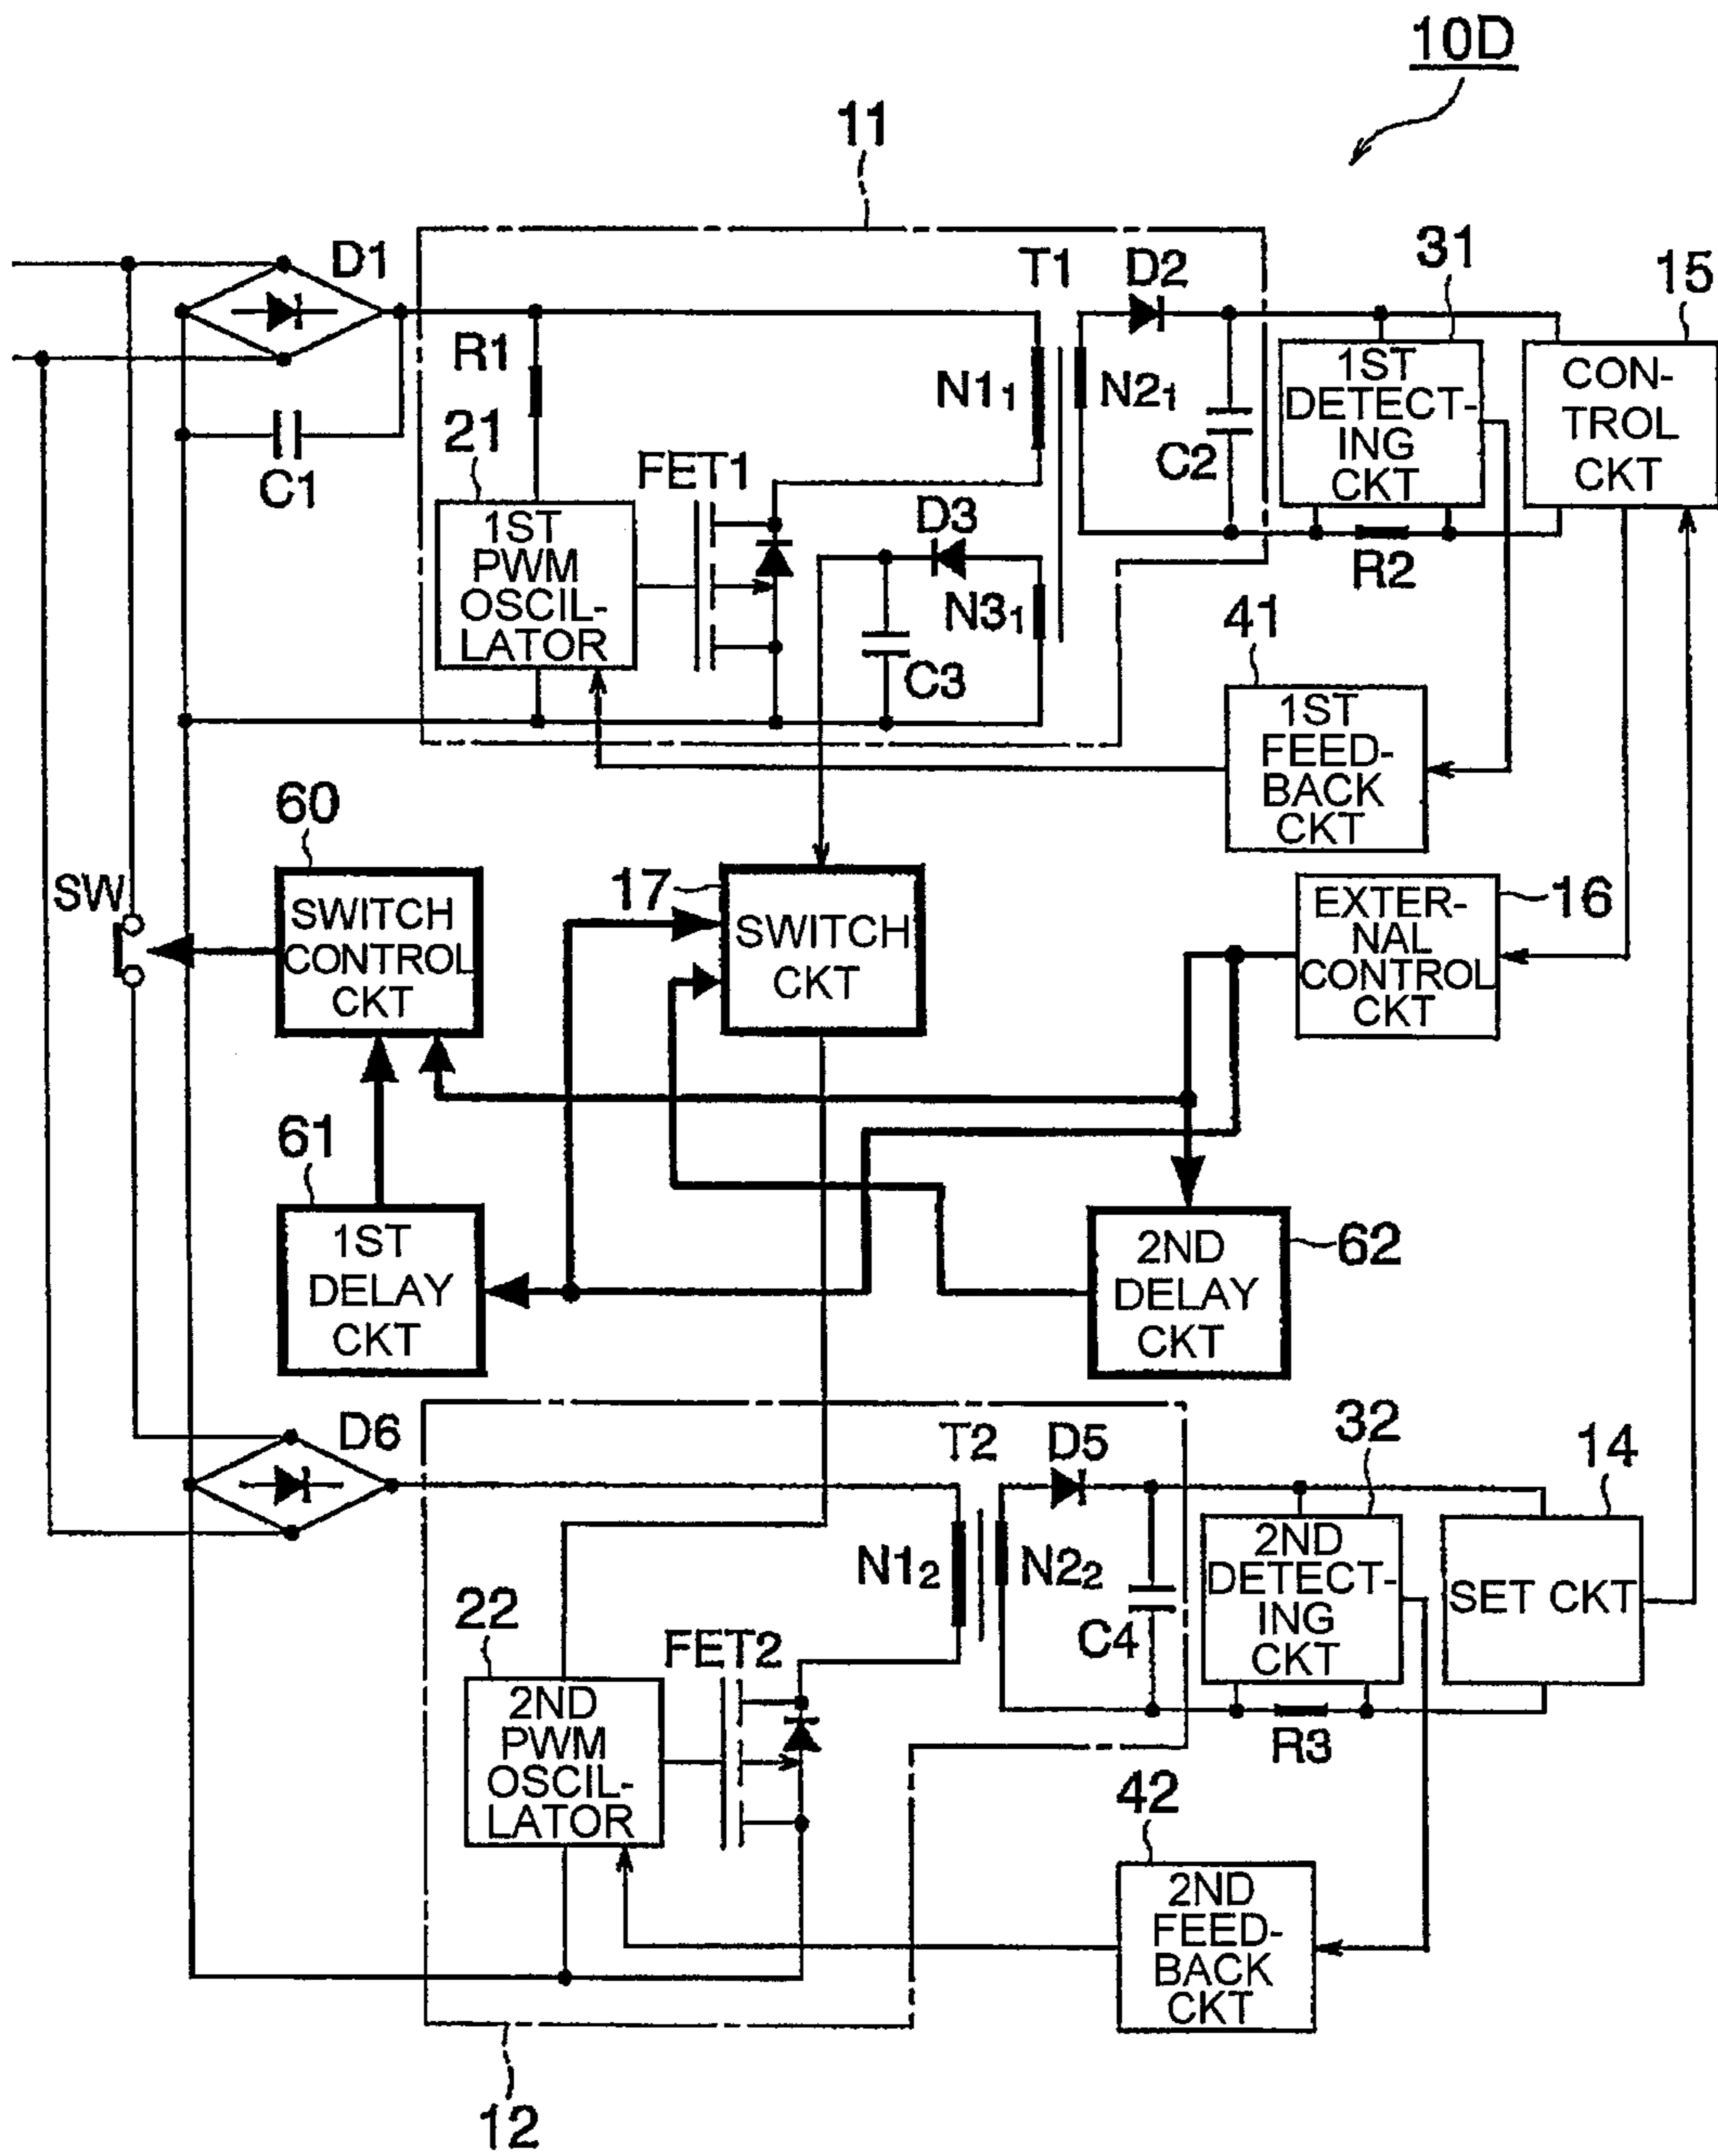 10D
11
D1
T1
D2
31
15
R1
N1₁
N2₁
1ST
DETECT-
ING
CKT
CON-
TROL
CKT
C1
21
FET1
C2
1ST
PWM
OSCIL-
LATOR
D3
R2
N3₁
C3
41
1ST
FEED-
BACK
CKT
60
SW
SWITCH
CONTROL
CKT
17
SWITCH
CKT
EXTER-
NAL
CONTROL
CKT
16
61
1ST
DELAY
CKT
2ND
DELAY
CKT
62
D6
T2
D5
32
14
N1₂
N2₂
2ND
DETECT-
ING
CKT
SET CKT
22
FET2
C4
2ND
PWM
OSCIL-
LATOR
R3
42
2ND
FEED-
BACK
CKT
12